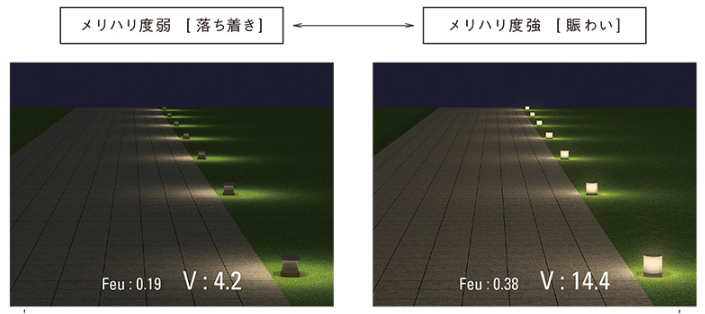 メリハリ度弱　[ 落ち着き]
メリハリ度強　[ 賑わい]
Feu : 0.19　V : 4.2
Feu : 0.38　V : 14.4